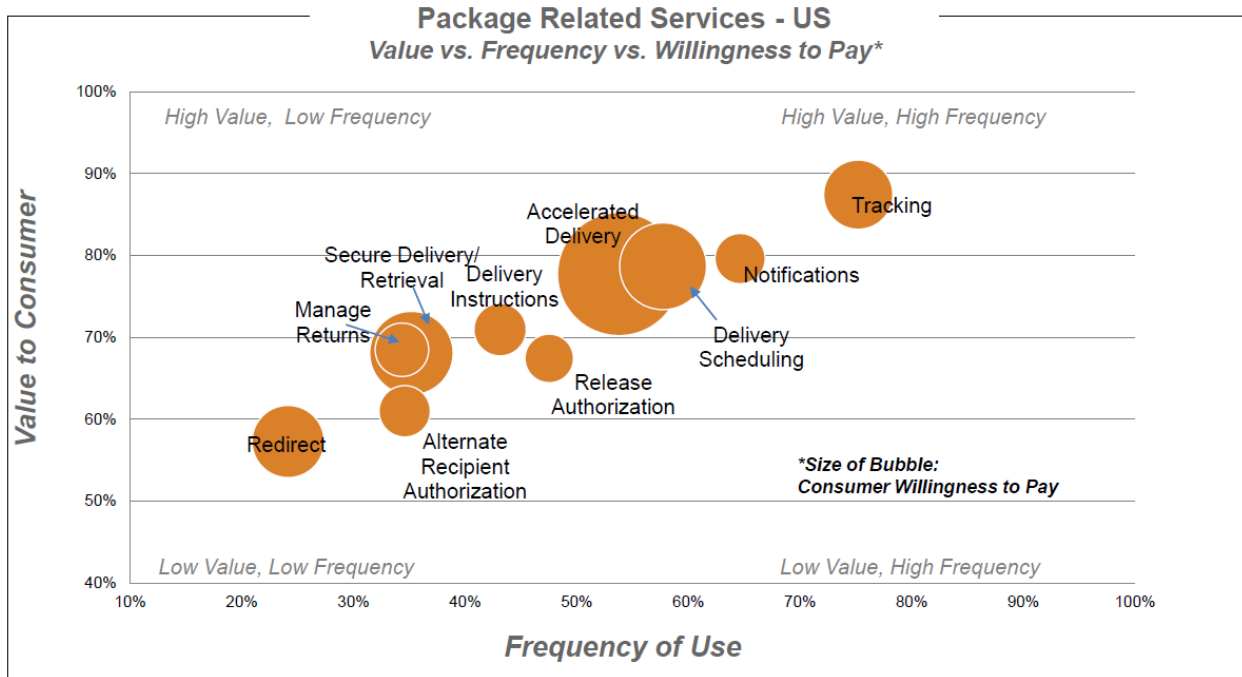 Package Related Services - US
Value vs. Frequency vs. Willingness to Pay*
Value to Consumer
100%
90%
80%
70%
60%
50%
40%
High Value, Low Frequency
High Value, High Frequency
Tracking
Accelerated
Delivery
Secure Delivery/
Retrieval
Delivery
Instructions
Notifications
Manage
Returns
Delivery
Scheduling
Release
Authorization
Redirect
Alternate
Recipient
Authorization
*Size of Bubble:
Consumer Willingness to Pay
Low Value, Low Frequency
Low Value, High Frequency
10%
20%
30%
40%
50%
60%
70%
80%
90%
100%
Frequency of Use